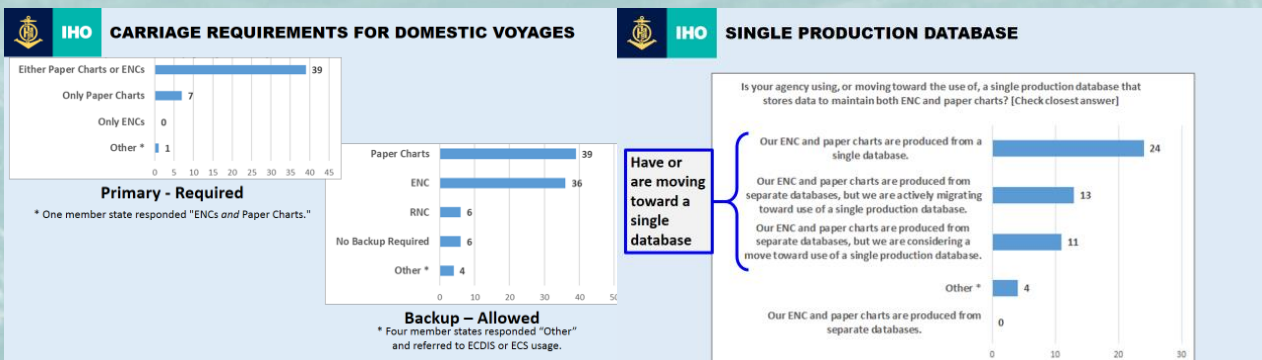 IHO CARRIAGE REQUIREMENTS FOR DOMESTIC VOYAGES
Either Paper Charts or ENCs 39
Only Paper Charts 7
Only ENCs 0
Other * 1
0 5 10 15 20 25 30 35 40 45
Primary - Required
* One member state responded "ENCs and Paper Charts."
Paper Charts 39
ENC 36
RNC 6
No Backup Required 6
Other * 4
0 10 20 30 40 50
Backup – Allowed
* Four member states responded "Other"
and referred to ECDIS or ECS usage.
IHO SINGLE PRODUCTION DATABASE
Is your agency using, or moving toward the use of, a single production database that
stores data to maintain both ENC and paper charts? [Check closest answer]
Have or
are moving
toward a
single
database
Our ENC and paper charts are produced from a
single database.
24
Our ENC and paper charts are produced from
separate databases, but we are actively migrating
toward use of a single production database.
13
Our ENC and paper charts are produced from
separate databases, but we are considering a
move toward use of a single production database.
11
Other * 4
Our ENC and paper charts are produced from
separate databases.
0
0 10 20 30